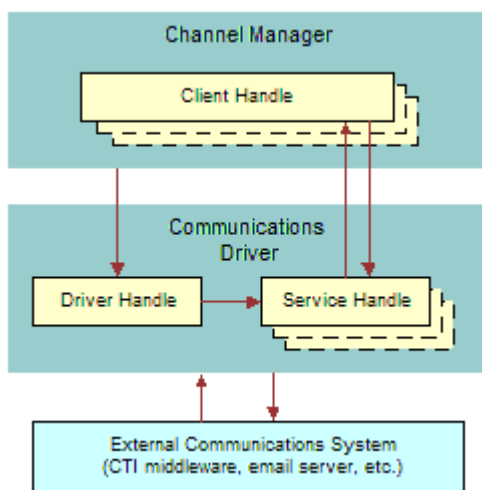 Channel Manager
Client Handle
Communications
Driver
Driver Handle
Service Handle
External Communications System
(CTI middleware, email server, etc.)